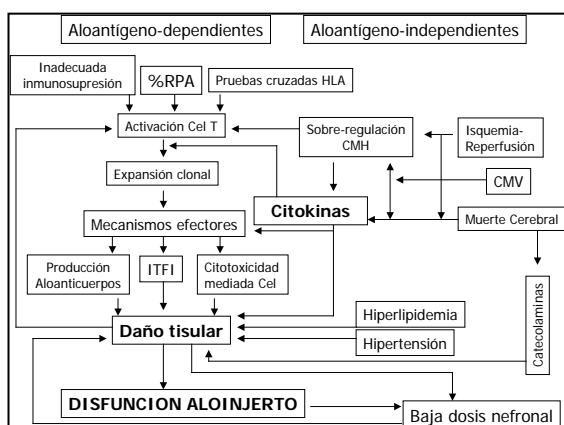 Aloantígeno-dependientes
Aloantígeno-independientes
Inadecuada
inmunosupresión
%RPA
Pruebas cruzadas HLA
Activación Cel T
Sobre-regulación
CMH
Isquemia-
Reperfusión
Expansión clonal
CMV
Citokinas
Mecanismos efectores
Muerte Cerebral
Producción
Aloanticuerpos
ITFI
Citotoxicidad
mediada Cel
Catecolaminas
Hiperlipidemia
Daño tisular
Hipertensión
DISFUNCION ALOINJERTO
Baja dosis nefronal